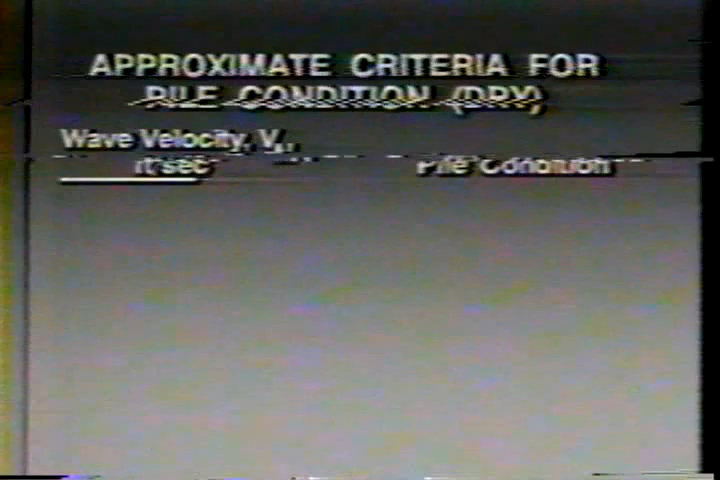 APPROXIMATE CRITERIA FOR
PILE CONDITION (DRY)
Wave Velocity,
ft/sec Pile Condition